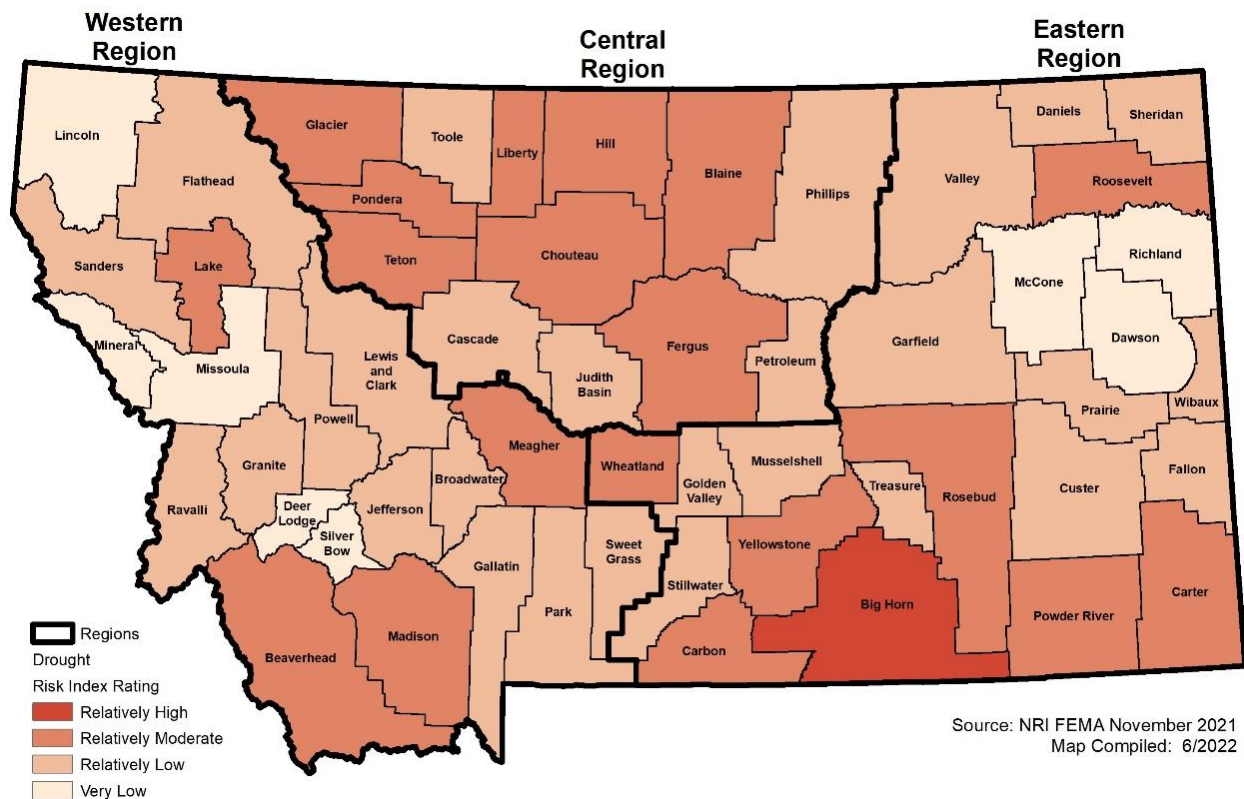 Western
Region
Central
Region
Eastern
Region
Lincoln
Flathead
Glacier
Toole
Liberty
Hill
Blaine
Phillips
Valley
Daniels
Sheridan
Roosevelt
Pondera
Teton
Chouteau
Sanders
Lake
Richland
McCone
Dawson
Mineral
Missoula
Lewis
and
Clark
Cascade
Judith
Basin
Fergus
Petroleum
Garfield
Wibaux
Prairie
Powell
Meagher
Wheatland
Golden
Valley
Musselshell
Treasure
Rosebud
Custer
Fallon
Granite
Ravalli
Deer
Lodge
Silver
Bow
Jefferson
Broadwater
Gallatin
Park
Sweet
Grass
Stillwater
Yellowstone
Big Horn
Carbon
Powder River
Carter
Beaverhead
Madison
Regions
Drought
Risk Index Rating
Relatively High
Relatively Moderate
Relatively Low
Very Low
Source: NRI FEMA November 2021
Map Compiled: 6/2022